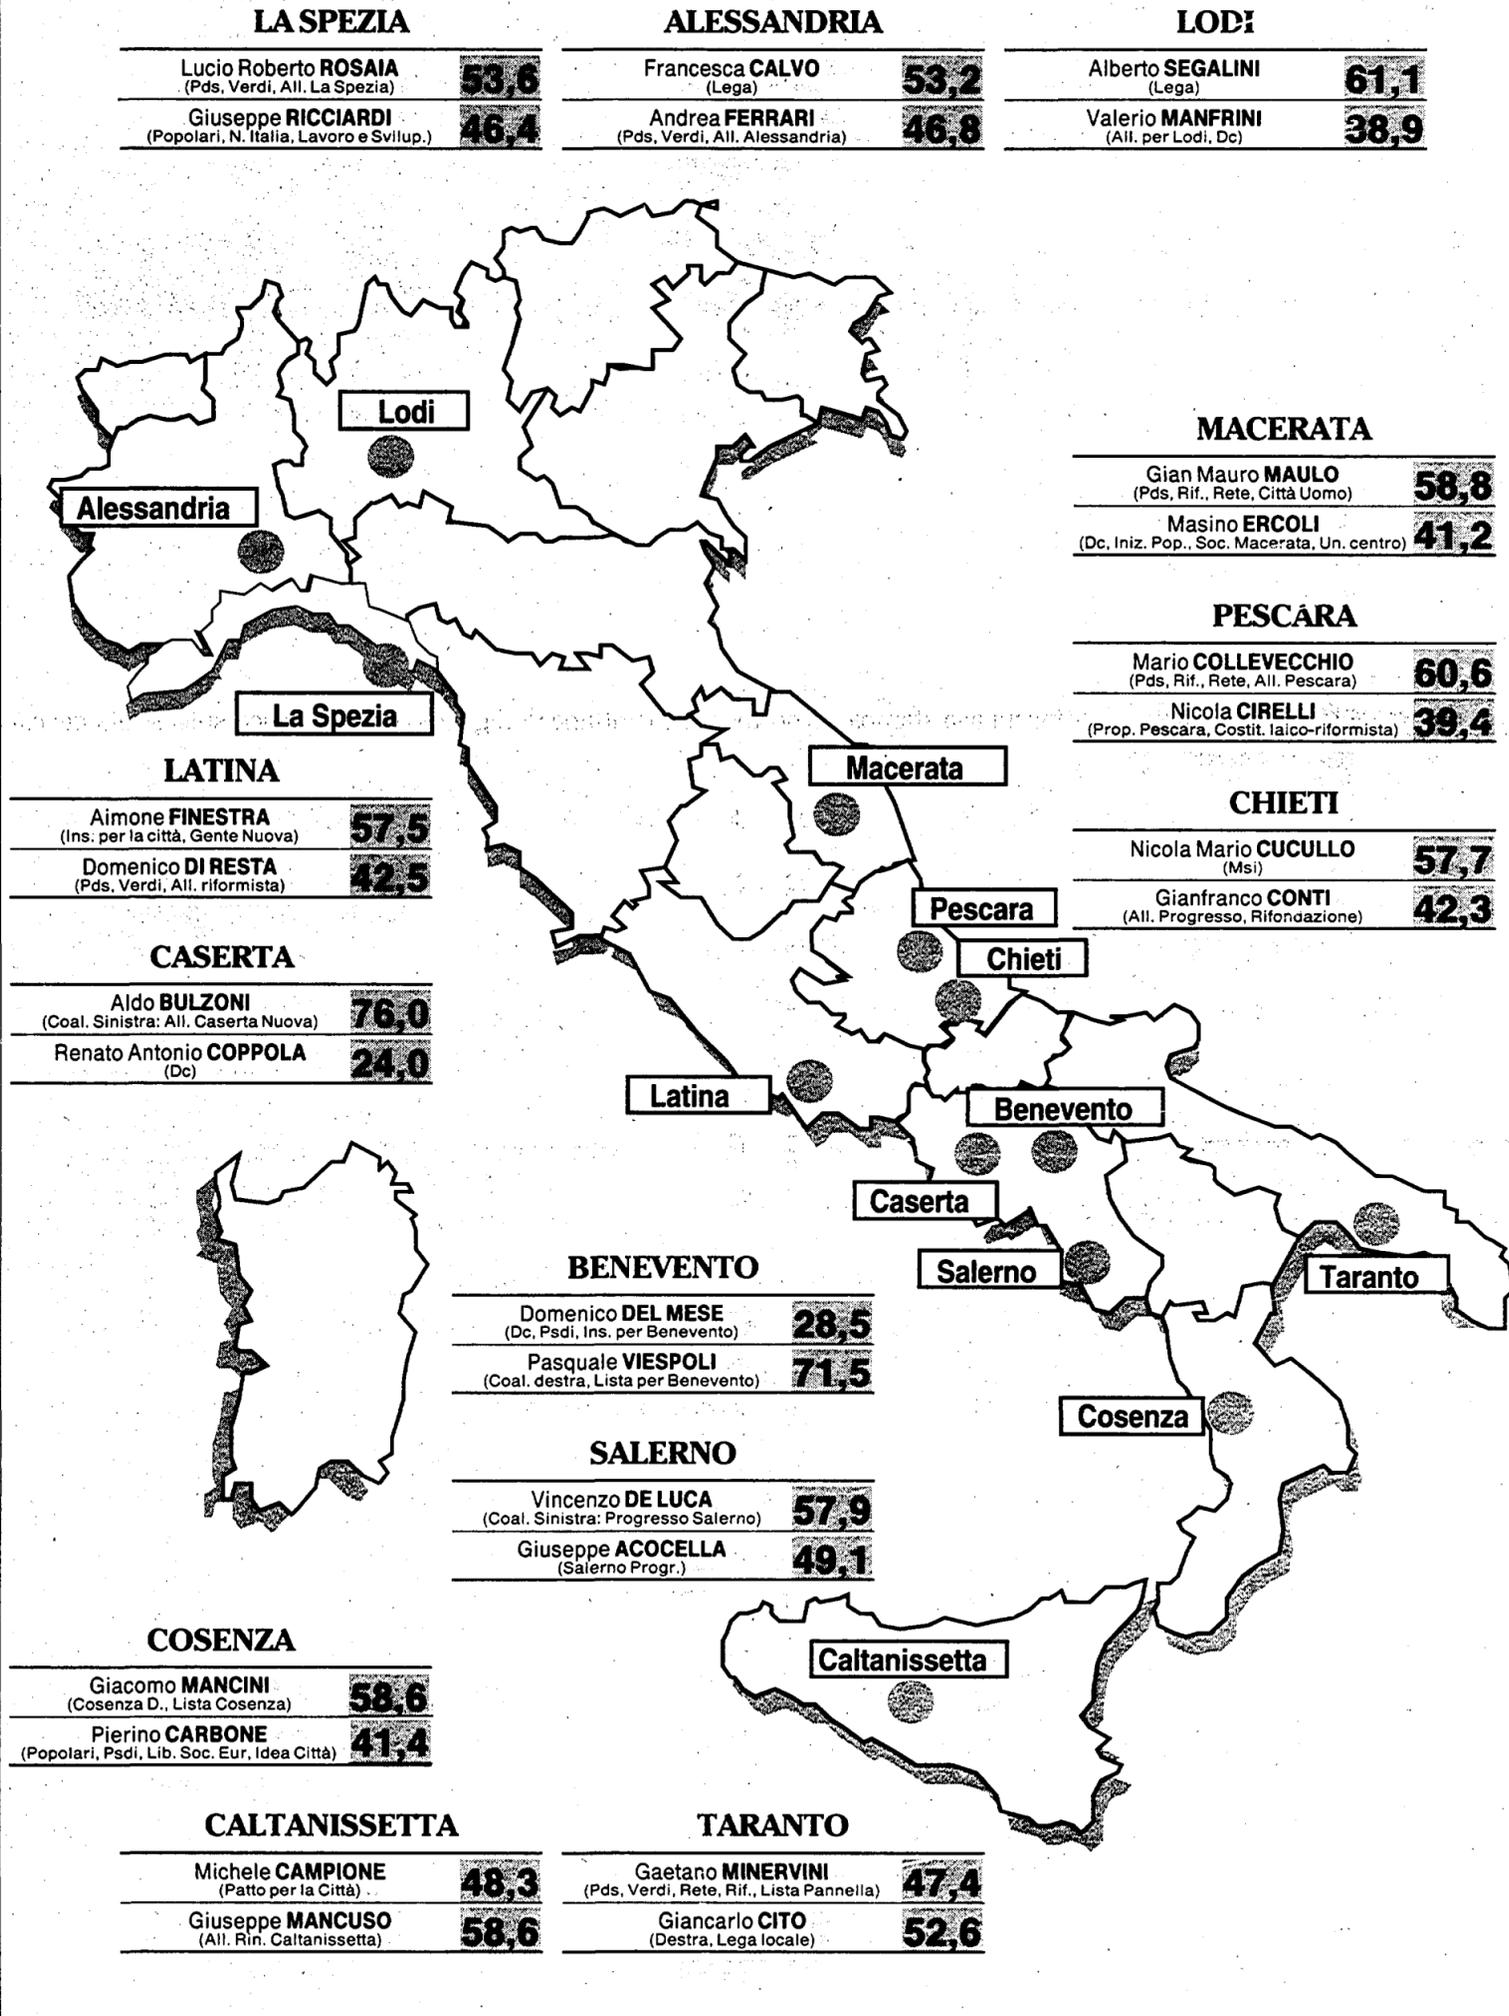 LA SPEZIA
Lucio Roberto ROSAIA
(Pds, Verdi, All. La Spezia)
53,6
Giuseppe RICCIARDI
(Popolari, N. Italia, Lavoro e Svilup.)
46,4
ALESSANDRIA
Francesca CALVO
(Lega)
53,2
Andrea FERRARI
(Pds, Verdi, All. Alessandria)
46,8
LODI
Alberto SEGALINI
(Lega)
61,1
Valerio MANFRINI
(All. per Lodi, Dc)
38,9
Lodi
Alessandria
La Spezia
MACERATA
Gian Mauro MAULO
(Pds, Rif., Rete, Città Uomo)
58,8
Masino ERCOLI
(Dc, Iniz. Pop., Soc. Macerata, Un. centro)
41,2
PESCARA
Mario COLLEVECCHIO
(Pds, Rif., Rete, All. Pescara)
60,6
Nicola CIRELLI
(Prop. Pescara, Costit. laico-riformista)
39,4
CHIETI
Nicola Mario CUCULLO
(Msi)
57,7
Gianfranco CONTI
(All. Progresso, Rifondazione)
42,3
LATINA
Aimone FINESTRA
(Ins. per la città, Gente Nuova)
57,5
Domenico DI RESTA
(Pds, Verdi, All. riformista)
42,5
CASERTA
Aldo BULZONI
(Coal. Sinistra: All. Caserta Nuova)
76,0
Renato Antonio COPPOLA
(Dc)
24,0
Macerata
Pescara
Chieti
Latina
Benevento
Caserta
Salerno
Taranto
Cosenza
Caltanissetta
BENEVENTO
Domenico DEL MESE
(Dc, Psdi, Ins. per Benevento)
28,5
Pasquale VIESPOLI
(Coal. destra, Lista per Benevento)
71,5
SALERNO
Vincenzo DE LUCA
(Coal. Sinistra: Progresso Salerno)
57,9
Giuseppe ACOCELLA
(Salerno Progr.)
49,1
COSENZA
Giacomo MANCINI
(Cosenza D., Lista Cosenza)
58,6
Pierino CARBONE
(Popolari, Psdi, Lib. Soc. Eur, Idea Città)
41,4
CALTANISSETTA
Michele CAMPIONE
(Patto per la Città)
48,3
Giuseppe MANCUSO
(All. Rin. Caltanissetta)
58,6
TARANTO
Gaetano MINERVINI
(Pds, Verdi, Rete, Rif., Lista Pannella)
47,4
Giancarlo CITO
(Destra, Lega locale)
52,6